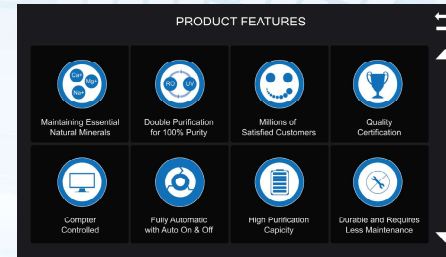 PRODUCT FEATURES
Ca+
Mg+
Na+
RO UV
Maintaining Essential
Natural Minerals
Double Purification
for 100% Purity
Millions of
Satisfied Customers
Quality
Certification
Compter
Controlled
Fully Automatic
with Auto On & Off
High Purification
Capicity
Durable and Requires
Less Maintenance